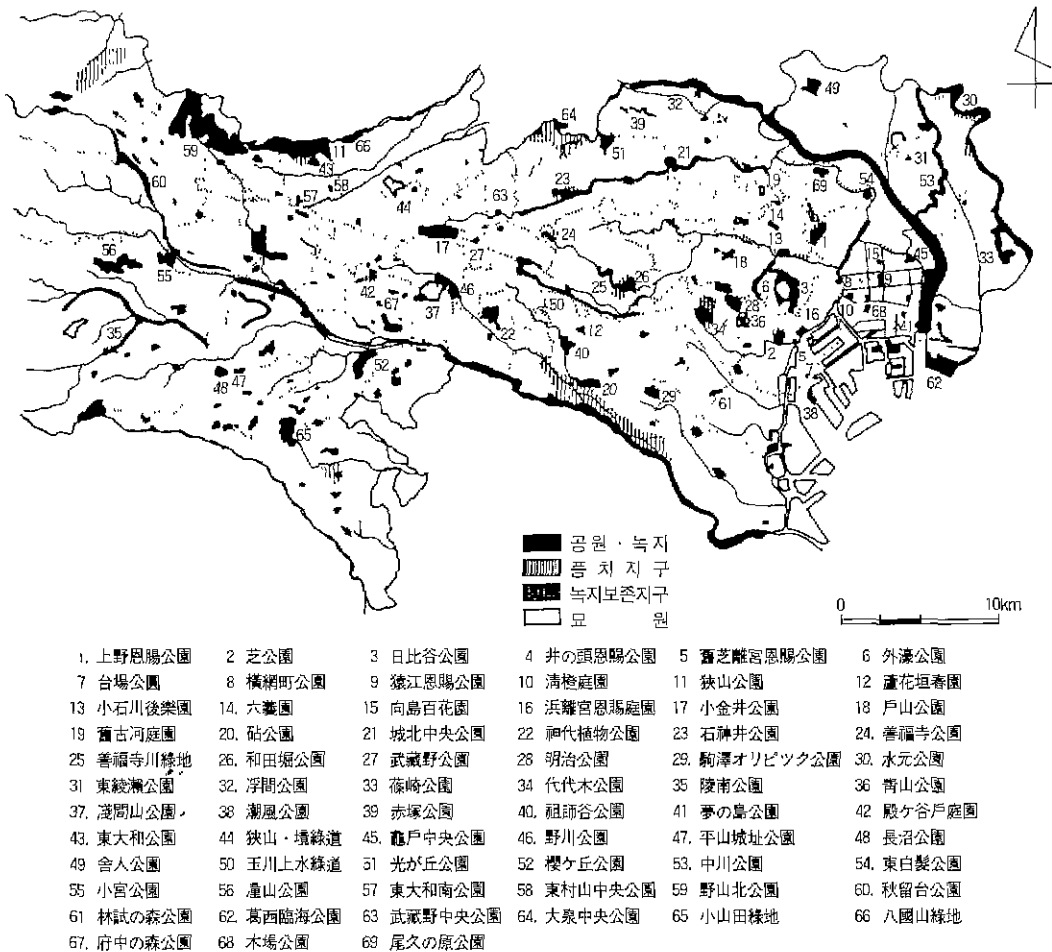 공원 · 녹지
풍치지구
녹지보존지구
묘 원
0 10km
1. 上野恩賜公園 2 芝公園 3 日比谷公園 4 井の頭恩賜公園 5 舊芝離宮恩賜公園 6 外濠公園
7 台場公園 8 横網町公園 9 猿江恩賜公園 10 清橙庭園 11 狭山公園 12 蘆花垣春園
13 小石川後樂園 14. 六義園 15 向島百花園 16 浜離宮恩賜庭園 17 小金井公園 18 戶山公園
19 舊古河庭園 20. 砧公園 21 城北中央公園 22 神代植物公園 23 石神井公園 24. 善福寺公園
25 善福寺川綠地 26. 和田堀公園 27 武藏野公園 28 明治公園 29. 駒澤オリピツク公園 30. 水元公園
31 東綾瀬公園 32. 浮間公園 33 篠崎公園 34 代代木公園 35 陵南公園 36 靑山公園
37. 淺間山公園 38 潮風公園 39 赤塚公園 40. 祖師谷公園 41 夢の島公園 42 殿ケ谷戶庭園
43. 東大和公園 44 狹山・境綠道 45. 龜戶中央公園 46. 野川公園 47. 平山城址公園 48 長沼公園
49 舍人公園 50 玉川上水綠道 51 光が丘公園 52 櫻ケ丘公園 53. 中川公園 54. 東白髪公園
55 小宮公園 56 瀧山公園 57 東大和南公園 58 東村山中央公園 59 野山北公園 60. 秋留台公園
61 林試の森公園 62. 葛西臨海公園 63 武藏野中央公園 64. 大泉中央公園 65 小山田綠地 66 八國山綠地
67. 府中の森公園 68 木場公園 69 尾久の原公園